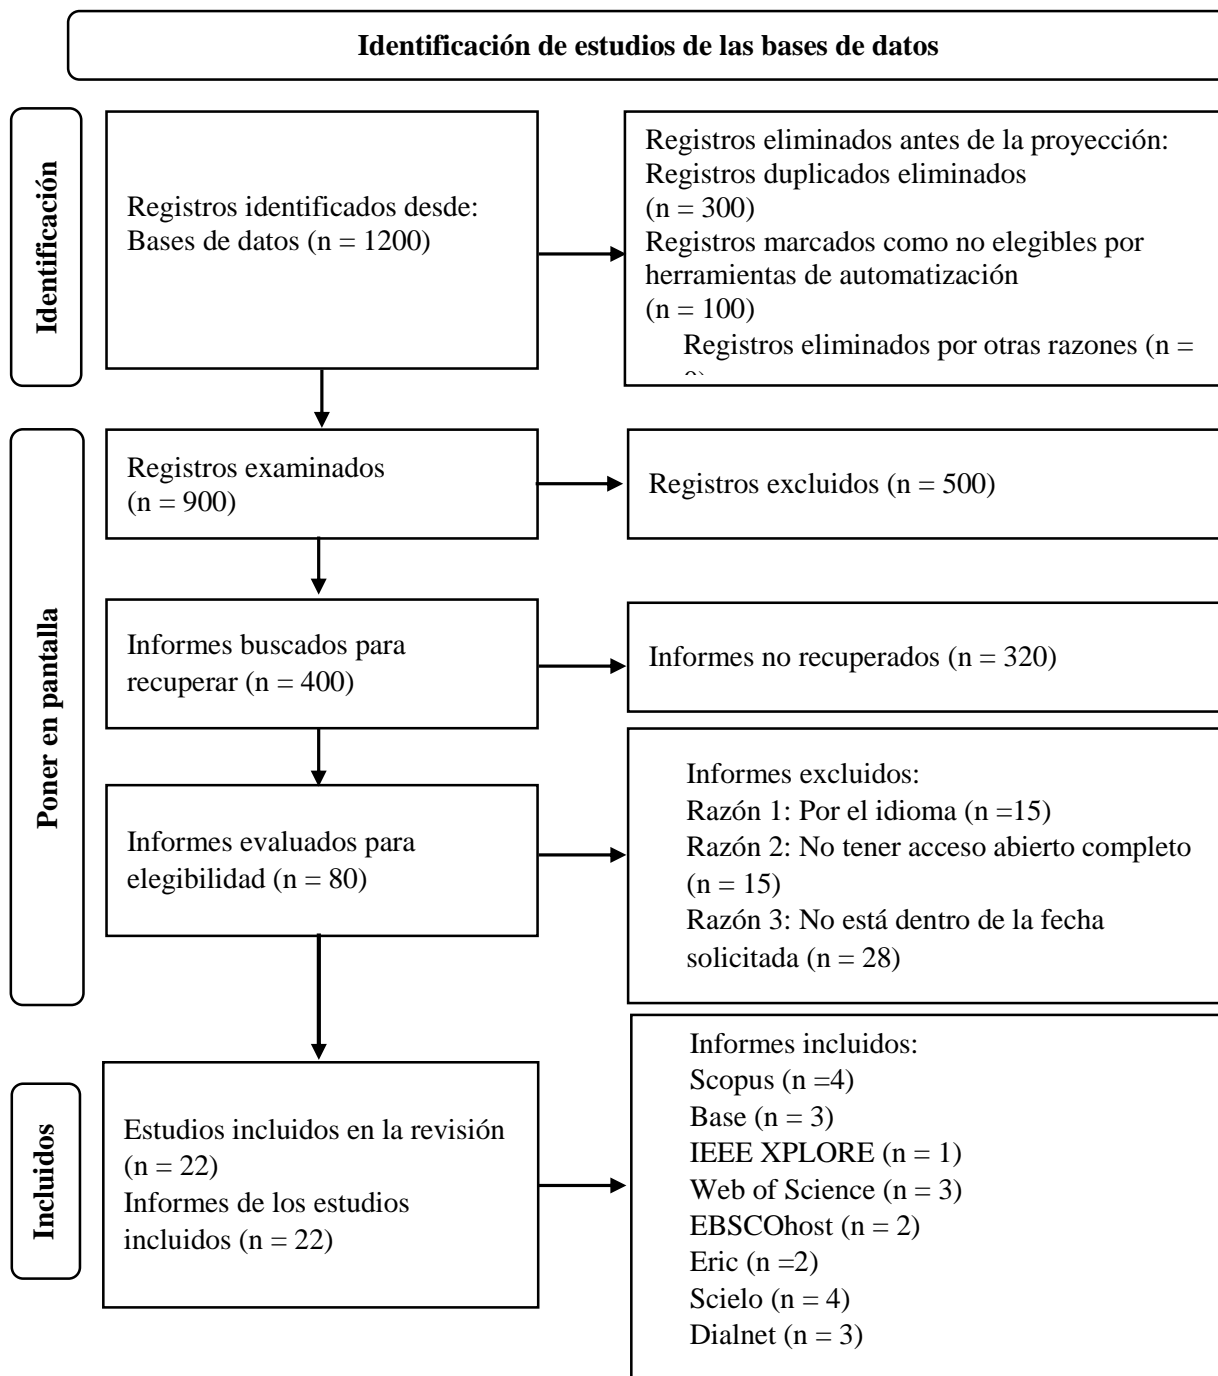 Identificación de estudios de las bases de datos
Identificación
Registros identificados desde:
Bases de datos (n = 1200)
Registros eliminados antes de la proyección:
Registros duplicados eliminados
(n = 300)
Registros marcados como no elegibles por
herramientas de automatización
(n = 100)
Registros eliminados por otras razones (n =
Poner en pantalla
Registros examinados
(n = 900)
Registros excluidos (n = 500)
Informes buscados para
recuperar (n = 400)
Informes no recuperados (n = 320)
Informes evaluados para
elegibilidad (n = 80)
Informes excluidos:
Razón 1: Por el idioma (n =15)
Razón 2: No tener acceso abierto completo
(n = 15)
Razón 3: No está dentro de la fecha
solicitada (n = 28)
Incluidos
Estudios incluidos en la revisión
(n = 22)
Informes de los estudios
incluidos (n = 22)
Informes incluidos:
Scopus (n =4)
Base (n = 3)
IEEE XPLORE (n = 1)
Web of Science (n = 3)
EBSCOhost (n = 2)
Eric (n =2)
Scielo (n = 4)
Dialnet (n = 3)